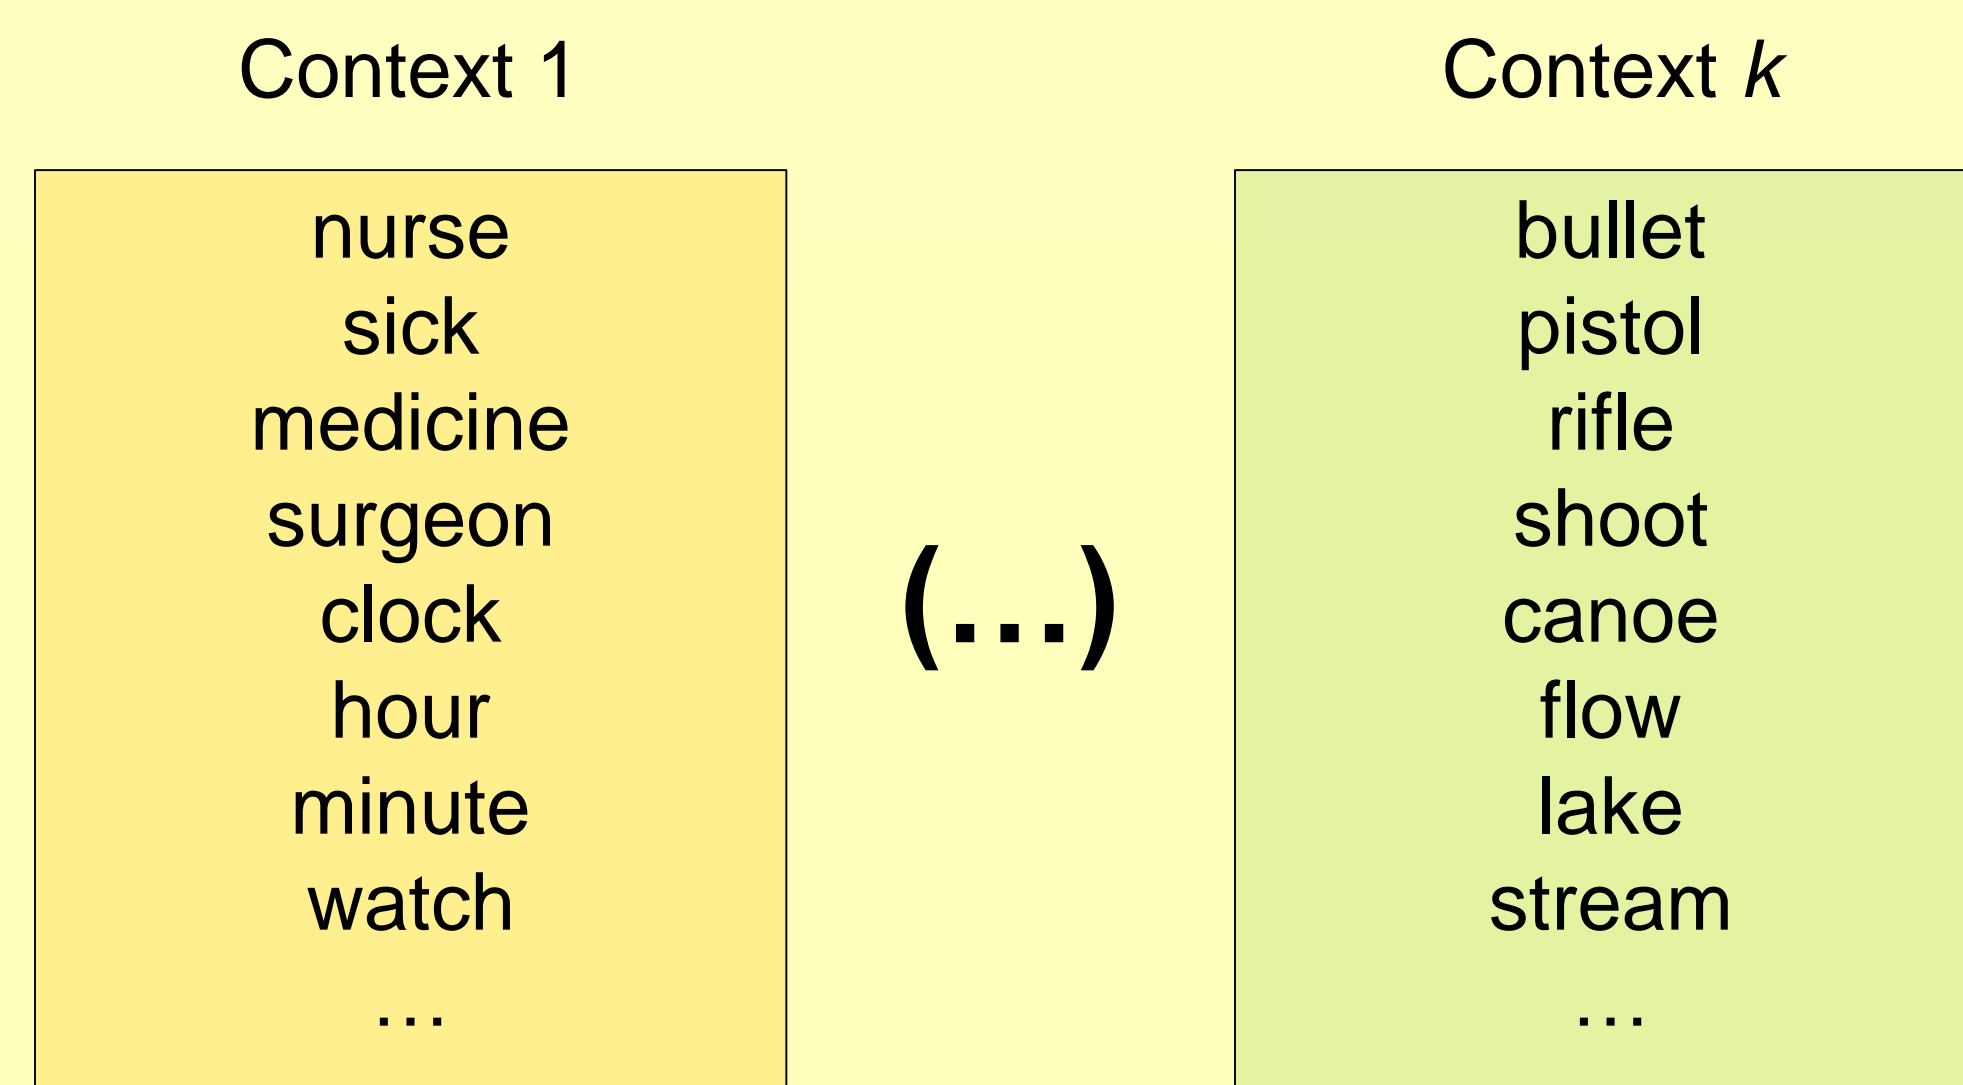 Context 1
nurse
sick
medicine
surgeon
clock
hour
minute
watch
…
(…)
Context k
bullet
pistol
rifle
shoot
canoe
flow
lake
stream
…